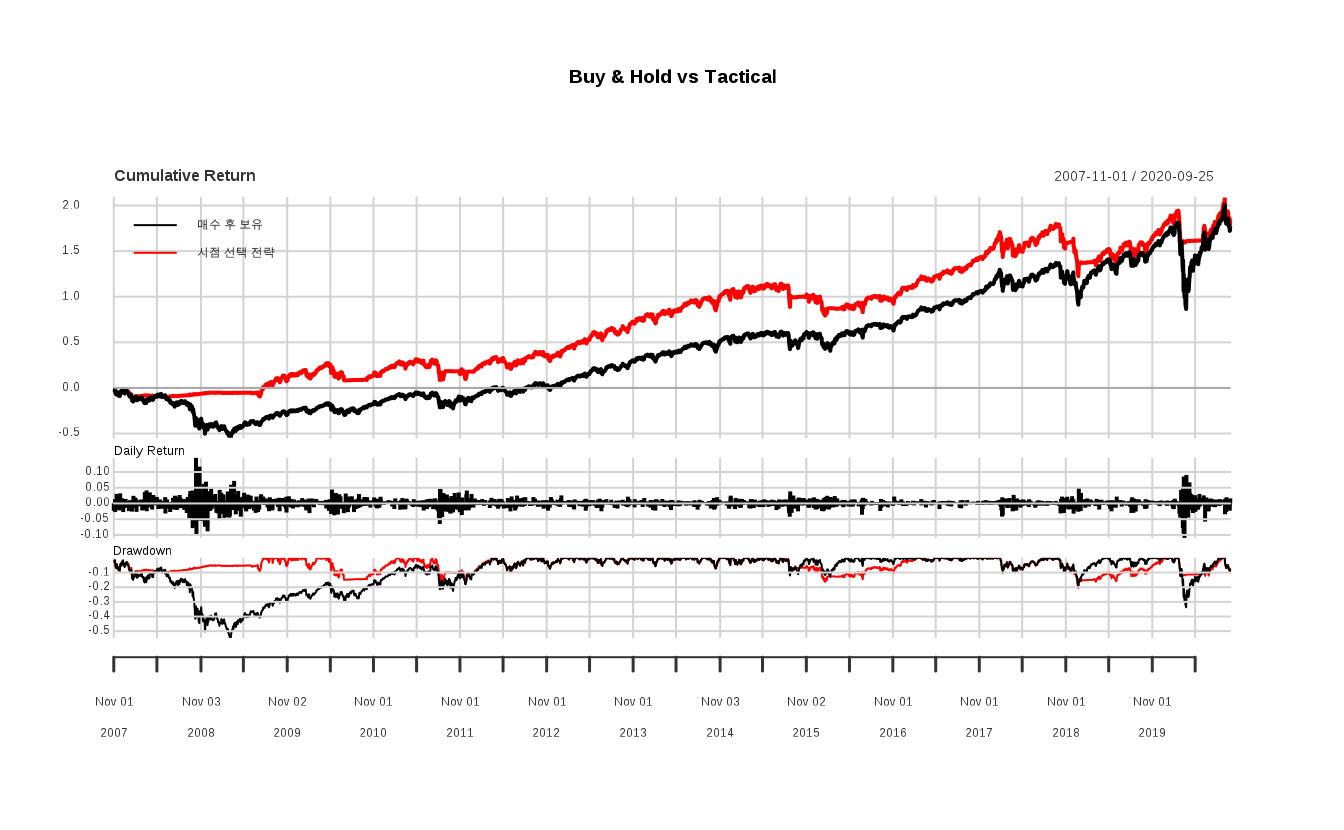 Buy & Hold vs Tactical
Cumulative Return 2007-11-01 / 2020-09-25
2.0
1.5
1.0
0.5
0.0
-0.5
매수 후 보유
시점 선택 전략
Daily Return
0.10
0.05
0.00
-0.05
-0.10
Drawdown
-0.1
-0.2
-0.3
-0.4
-0.5
Nov 01 Nov 03 Nov 02 Nov 01 Nov 01 Nov 01 Nov 01 Nov 03 Nov 02 Nov 01 Nov 01 Nov 01 Nov 01
2007 2008 2009 2010 2011 2012 2013 2014 2015 2016 2017 2018 2019